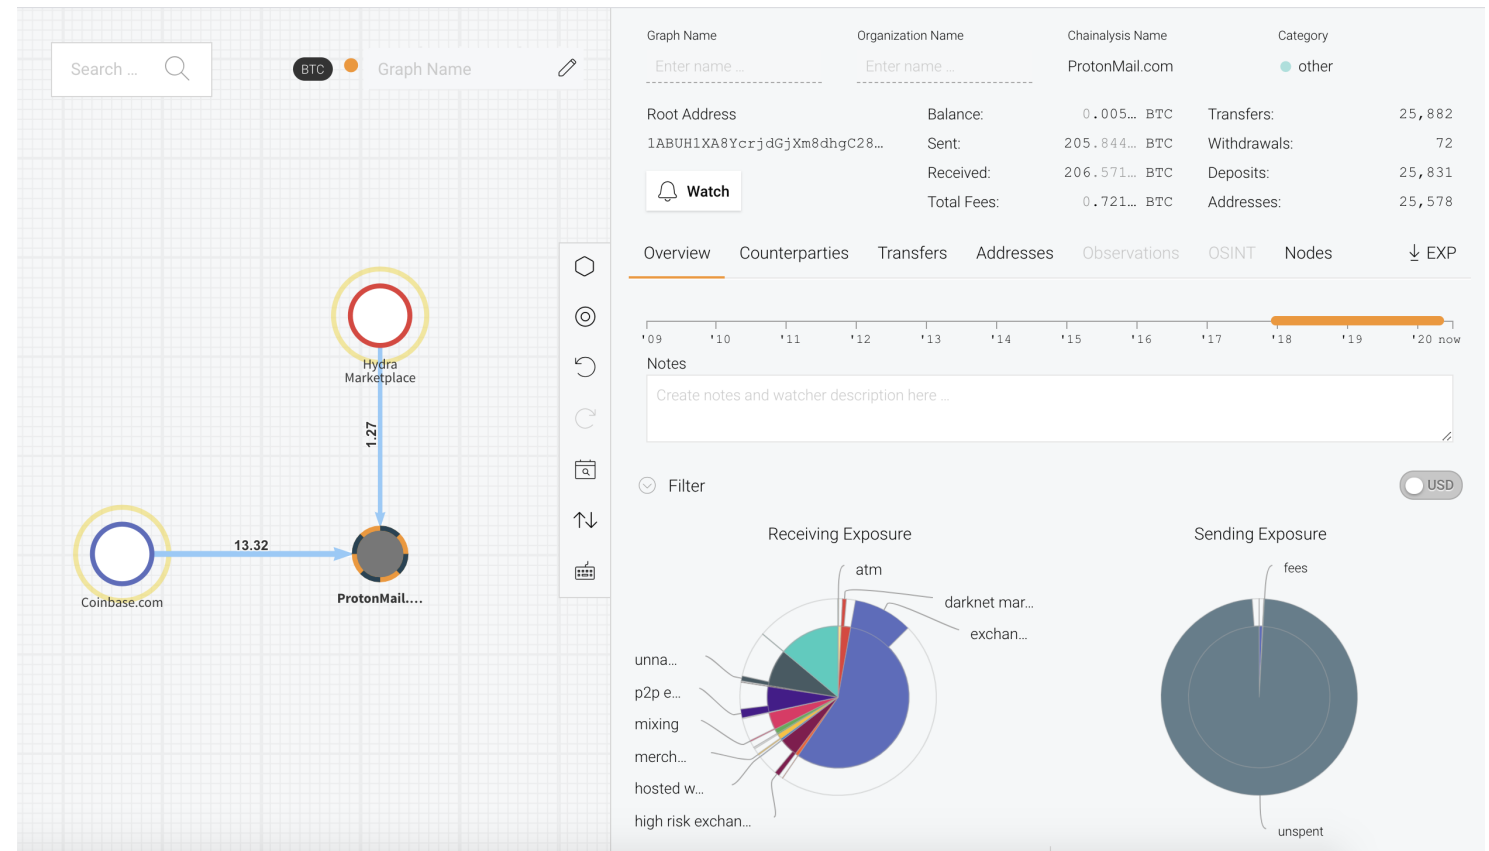 Search ...
BTC
Graph Name
Hydra
Marketplace
1.27
13.32
Coinbase.com
ProtonMail....
Graph Name
Organization Name
Chainalysis Name
Category
Enter name ...
Enter name ...
ProtonMail.com
other
Root Address
Balance:
0.005… BTC
Transfers:
25,882
1ABUH1XA8YcrjdGjXm8dhgC28…
Sent:
205.844… BTC
Withdrawals:
72
Received:
206.571… BTC
Deposits:
25,831
Watch
Total Fees:
0.721… BTC
Addresses:
25,578
Overview
Counterparties
Transfers
Addresses
Observations
OSINT
Nodes
EXP
'09 '10 '11 '12 '13 '14 '15 '16 '17 '18 '19 '20 now
Notes
Create notes and watcher description here ...
Filter
USD
Receiving Exposure
atm
darknet mar...
exchan...
unna...
p2p e...
mixing
merch...
hosted w...
high risk exchan...
Sending Exposure
fees
unspent